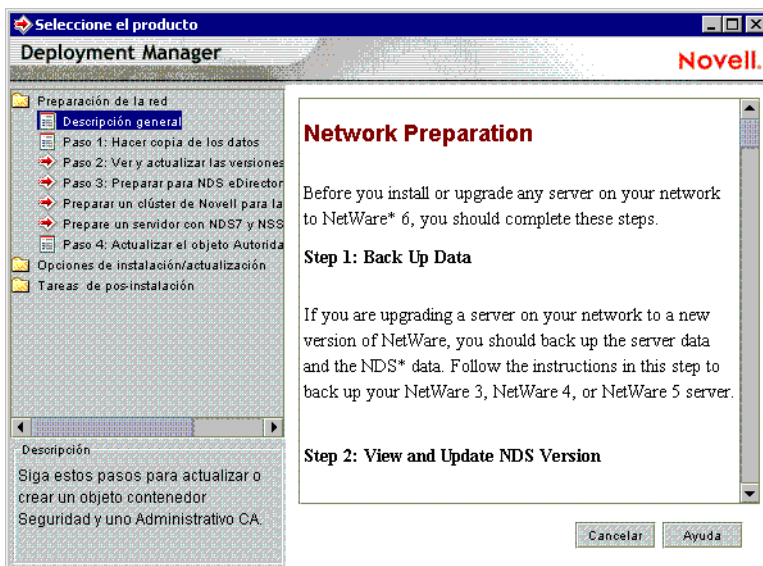 Seleccione el producto
Deployment Manager
Novell.
Preparación de la red
Descripción general
Paso 1: Hacer copia de los datos
Paso 2: Ver y actualizar las versiones
Paso 3: Preparar para NDS eDirector
Preparar un clúster de Novell para la
Prepare un servidor con NDS7 y NSS
Paso 4: Actualizar el objeto Autorida
Opciones de instalación/actualización
Tareas de pos-instalación
Descripción
Siga estos pasos para actualizar o
crear un objeto contenedor
Seguridad y uno Administrativo CA.
Network Preparation
Before you install or upgrade any server on your network
to NetWare* 6, you should complete these steps.
Step 1: Back Up Data
If you are upgrading a server on your network to a new
version of NetWare, you should back up the server data
and the NDS* data. Follow the instructions in this step to
back up your NetWare 3, NetWare 4, or NetWare 5 server.
Step 2: View and Update NDS Version
Cancelar
Ayuda